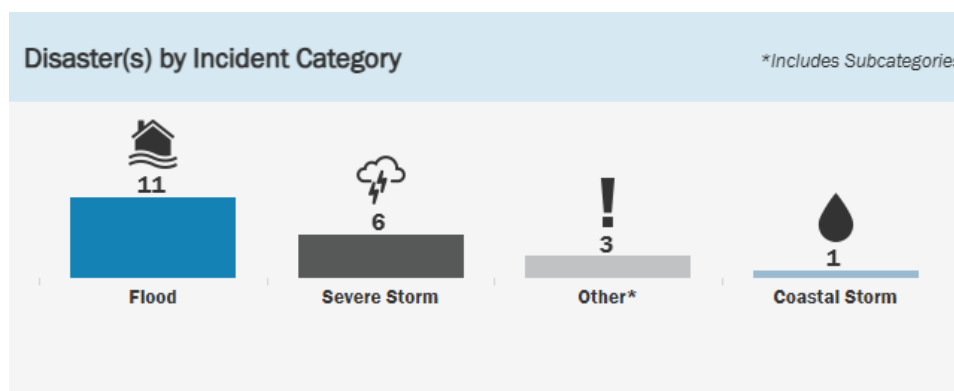 Disaster(s) by Incident Category
*Includes Subcategories
11
6
3
1
Flood
Severe Storm
Other*
Coastal Storm